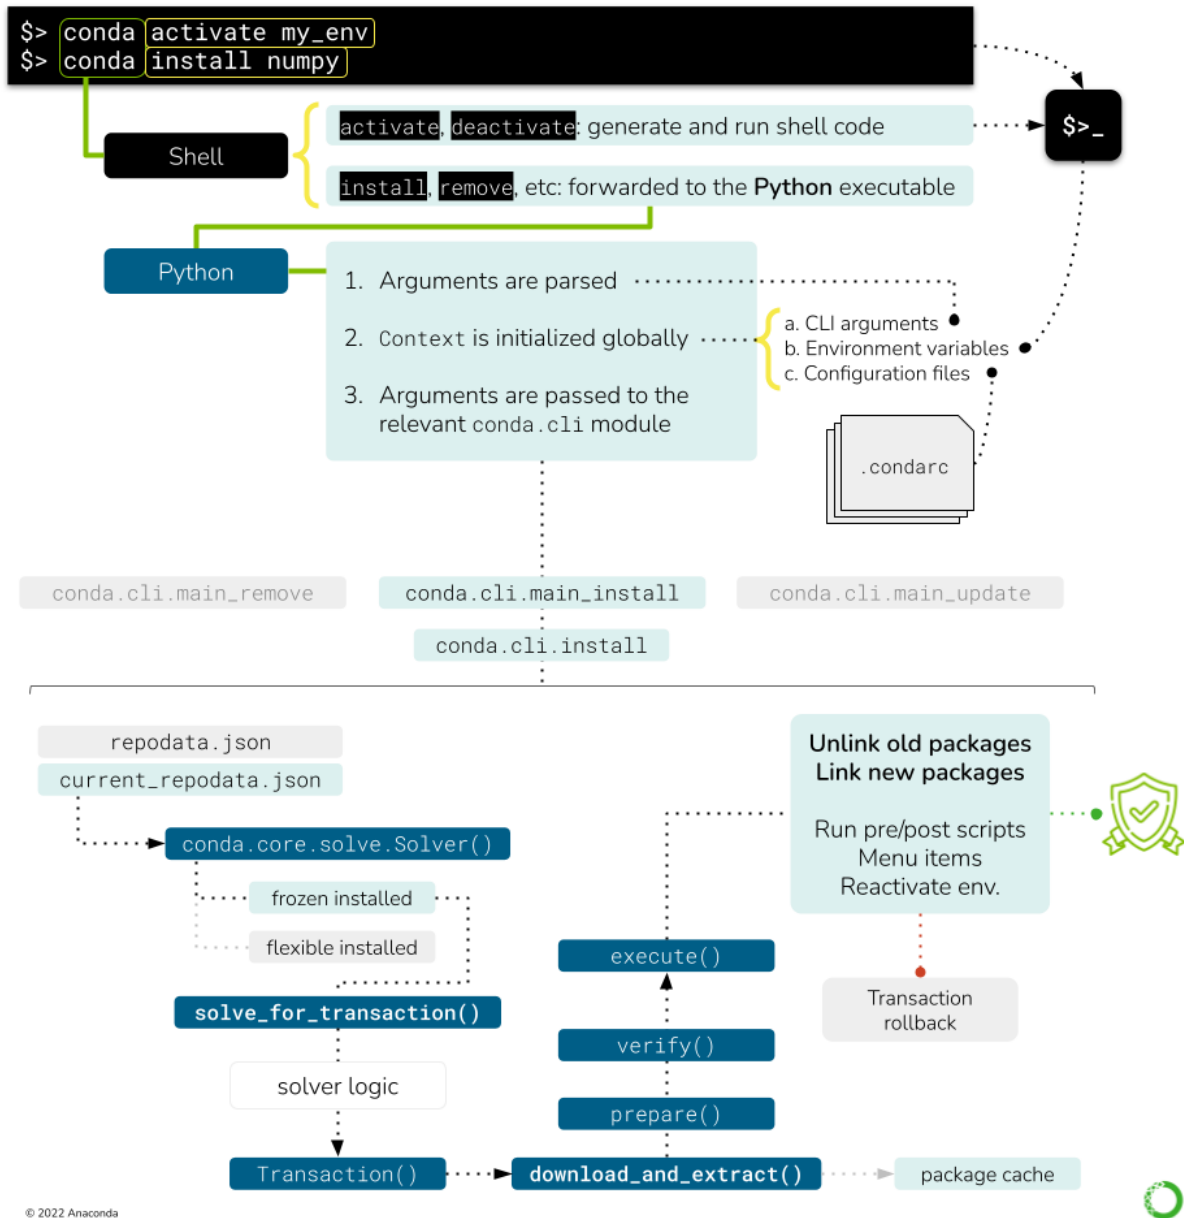 $> conda activate my_env
$> conda install numpy
$>_
Shell
activate, deactivate: generate and run shell code
install, remove, etc: forwarded to the Python executable
Python
1. Arguments are parsed
2. Context is initialized globally
3. Arguments are passed to the
relevant conda.cli module
a. CLI arguments
b. Environment variables
c. Configuration files
.condarc
conda.cli.main_remove
conda.cli.main_install
conda.cli.main_update
conda.cli.install
repodata.json
current_repodata.json
conda.core.solve.Solver()
frozen installed
flexible installed
solve_for_transaction()
solver logic
Transaction()
download_and_extract()
package cache
prepare()
verify()
execute()
Unlink old packages
Link new packages
Run pre/post scripts
Menu items
Reactivate env.
Transaction
rollback
© 2022 Anaconda